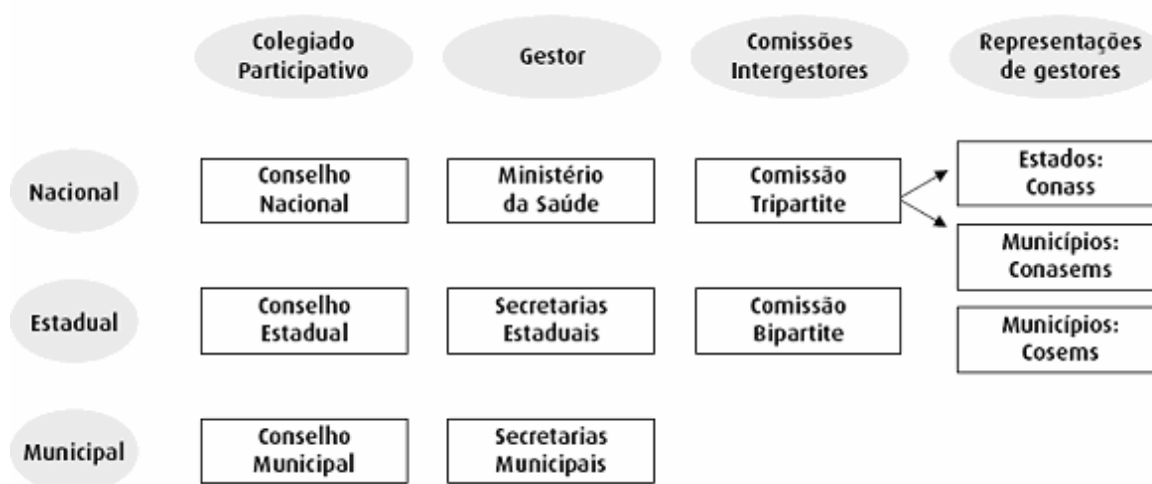 Colegiado
Participativo
Gestor
Comissões
Intergestores
Representações
de gestores
Nacional
Conselho
Nacional
Ministério
da Saúde
Comissão
Tripartite
Estados:
Conass
Municípios:
Conasems
Estadual
Conselho
Estadual
Secretarias
Estaduais
Comissão
Bipartite
Municípios:
Cosems
Municipal
Conselho
Municipal
Secretarias
Municipais